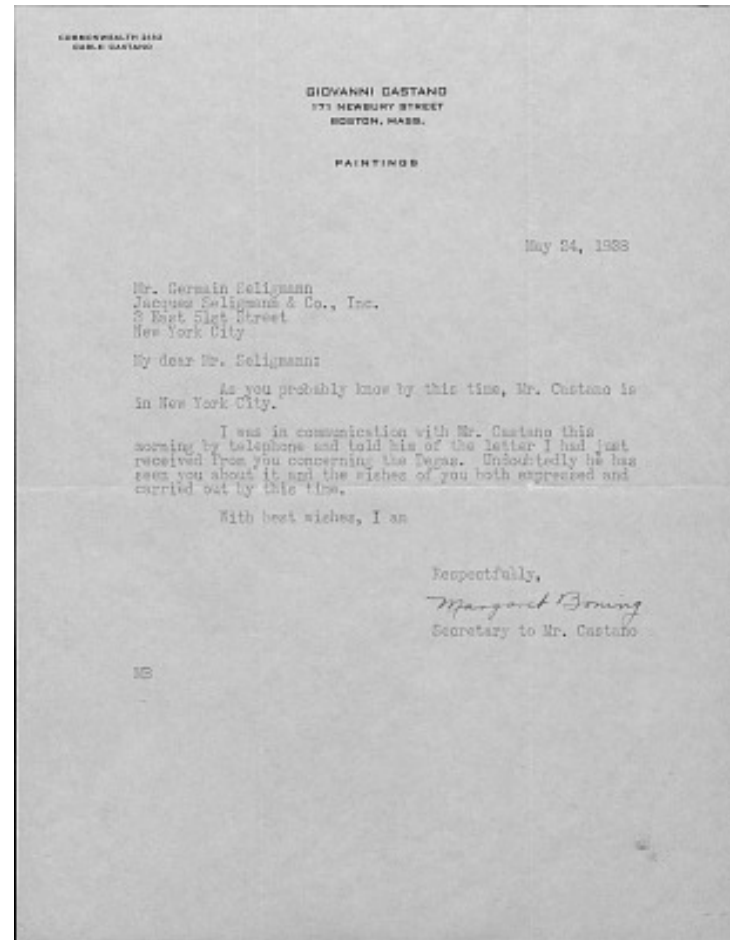 COMMONWEALTH
CABLE CASTANO
GIOVANNI CASTANO
171 NEWBURY STREET
BOSTON, MASS.
PAINTINGS
May 24, 1938
Mr. Germain Seligmann
Jacques Seligmann & Co., Inc.
3 East 51st Street
New York City
My dear Mr. Seligmann:
As you probably know by this time, Mr. Castano is
in New York City.
I was in communication with Mr. Castano this
morning by telephone and told him of the letter I had just
received from you concerning the Degas. Undoubtedly he has
seen you about it and the wishes of you both expressed and
carried out by this time.
With best wishes, I am
Respectfully,
Margaret Boning
Secretary to Mr. Castano
MB